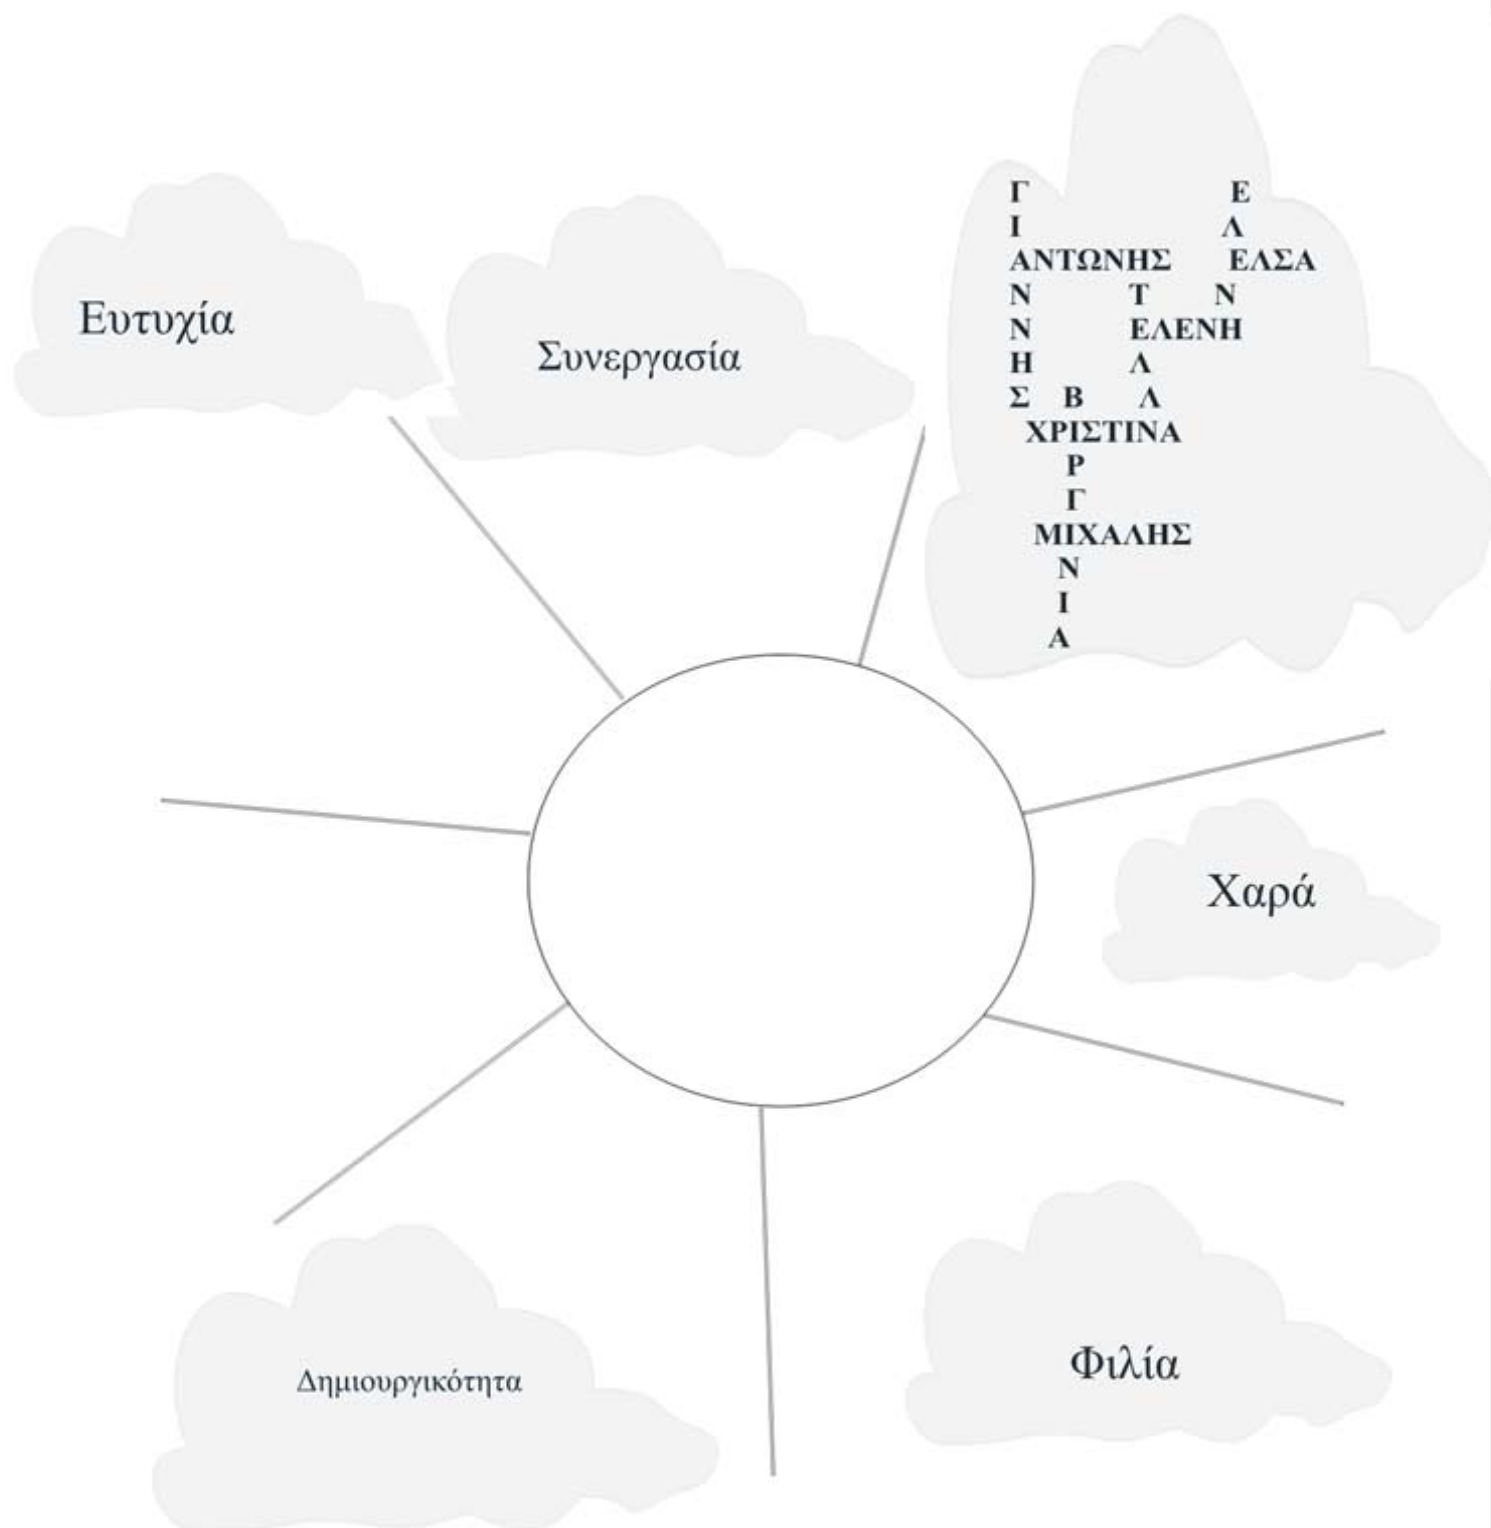 Γ Ε
Ι Λ
ΑΝΤΩΝΗΣ ΕΛΣΑ
Ν Τ Ν
Ν ΕΛΕΝΗ
Η Λ
Σ Β Λ
ΧΡΙΣΤΙΝΑ
Ρ
Γ
ΜΙΧΑΛΗΣ
Ν
Ι
Α
Ευτυχία
Συνεργασία
Χαρά
Φιλία
Δημιουργικότητα